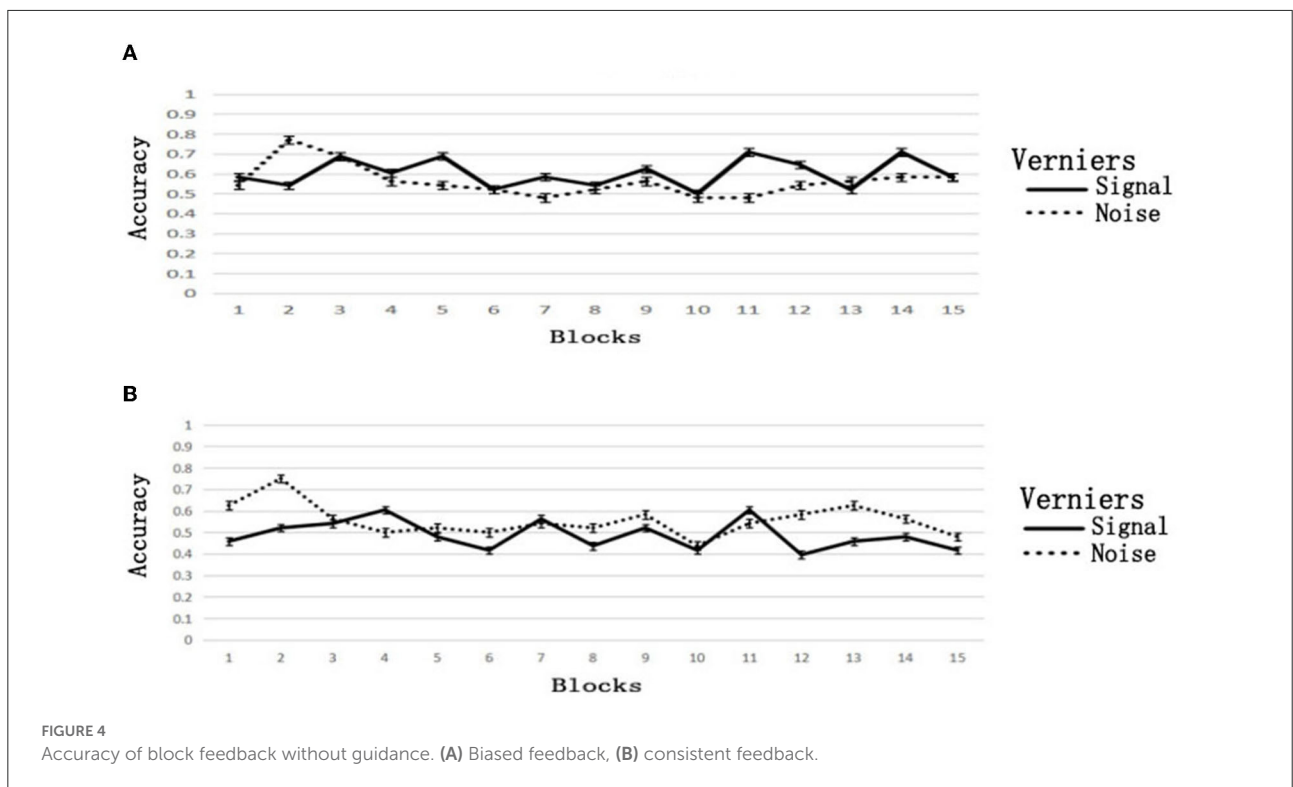 A
1
0.9
0.8
0.7
0.6
0.5
0.4
0.3
0.2
0.1
0
Accuracy
1 2 3 4 5 6 7 8 9 10 11 12 13 14 15
Blocks
Verniers
Signal
Noise
B
1
0.9
0.8
0.7
0.6
0.5
0.4
0.3
0.2
0.1
0
Accuracy
1 2 3 4 5 6 7 8 9 10 11 12 13 14 15
Blocks
Verniers
Signal
Noise
FIGURE 4
Accuracy of block feedback without guidance. (A) Biased feedback, (B) consistent feedback.